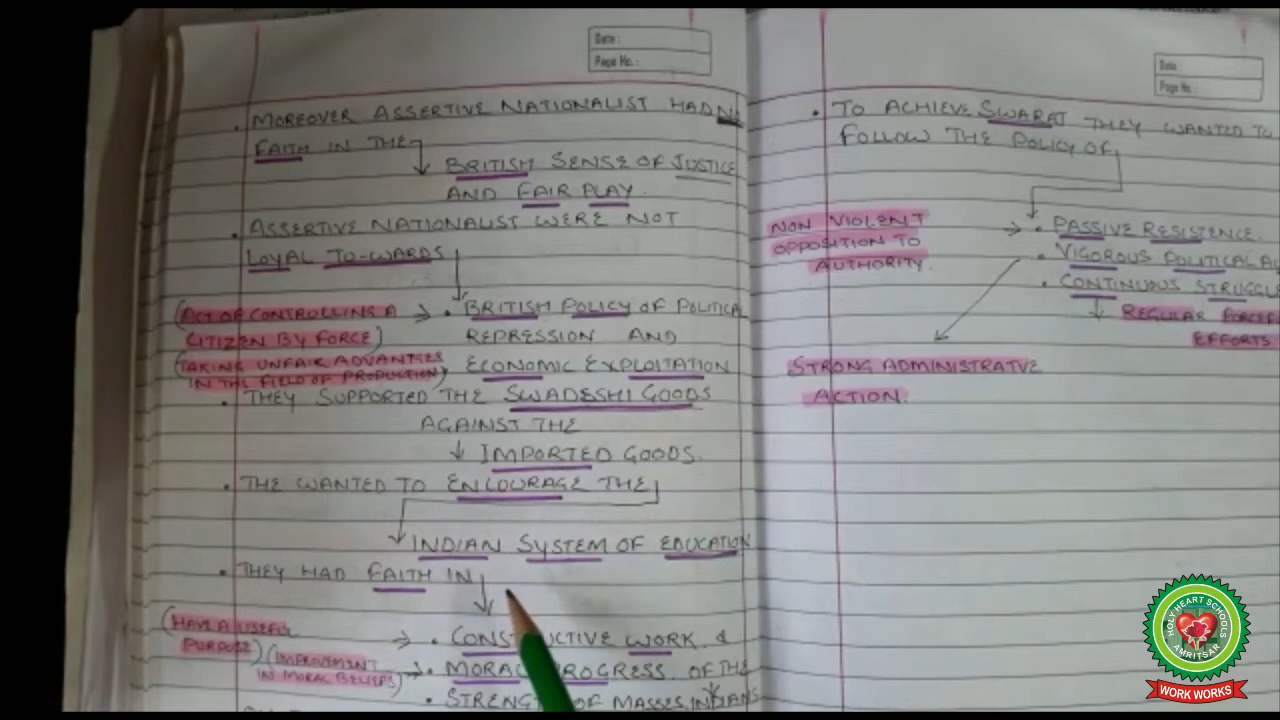 Date :
Page No. :
• MOREOVER ASSERTIVE NATIONALIST HAD NO
FAITH IN THE
BRITISH SENSE OF JUSTICE
AND FAIR PLAY.
• ASSERTIVE NATIONALIST WERE NOT
LOYAL TO-WARDS
(ACT OF CONTROLLING A → • BRITISH POLICY OF POLITICAL
CITIZEN BY FORCE) REPRESSION AND
(TAKING UNFAIR ADVANTAGES ECONOMIC EXPLOITATION
IN THE FIELD OF PRODUCTION)
• THEY SUPPORTED THE SWADESHI GOODS
AGAINST THE
↓ IMPORTED GOODS.
• THE WANTED TO ENCOURAGE THE
INDIAN SYSTEM OF EDUCATION
• THEY HAD FAITH IN
(HAVE A USEFUL → • CONSTRUCTIVE WORK &
PURPOSE) (IMPROVEMENT → • MORAL PROGRESS OF THE
IN MORAL BELIEFS)
• STRENGTH OF MASSES, INDIANS
Date :
Page No.
• TO ACHIEVE SWARAJ THEY WANTED TO
FOLLOW THE POLICY OF
NON VIOLENT → • PASSIVE RESISTENCE.
OPPOSITION TO • VIGOROUS POLITICAL
AUTHORITY. • CONTINUOUS
↓ REGULAR
EFFORTS
STRONG ADMINISTRATVE
ACTION.
HOLY HEART SCHOOLS
AMRITSAR
WORK WORKS